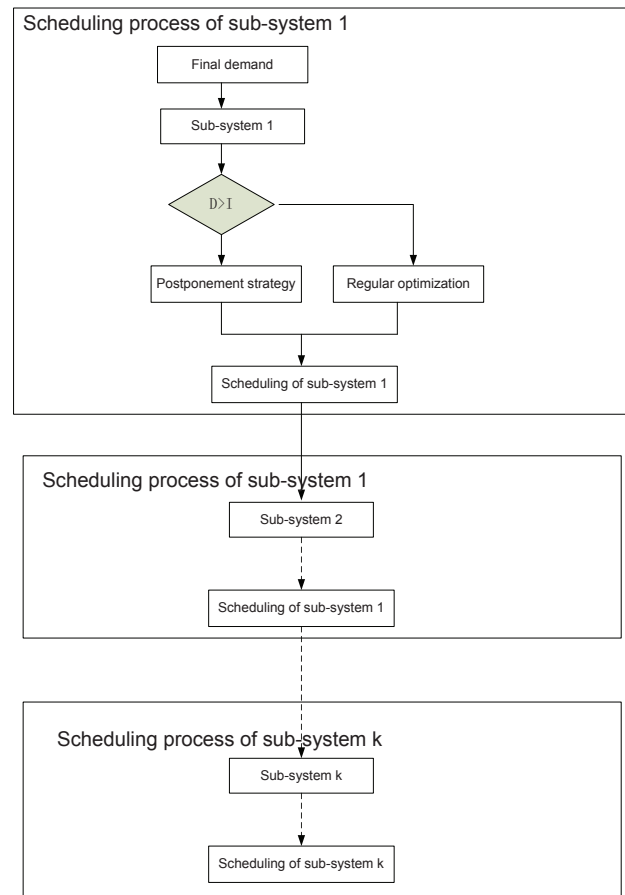 Scheduling process of sub-system 1
Final demand
Sub-system 1
D>I
Postponement strategy
Regular optimization
Scheduling of sub-system 1
Scheduling process of sub-system 1
Sub-system 2
Scheduling of sub-system 1
Scheduling process of sub-system k
Sub-system k
Scheduling of sub-system k